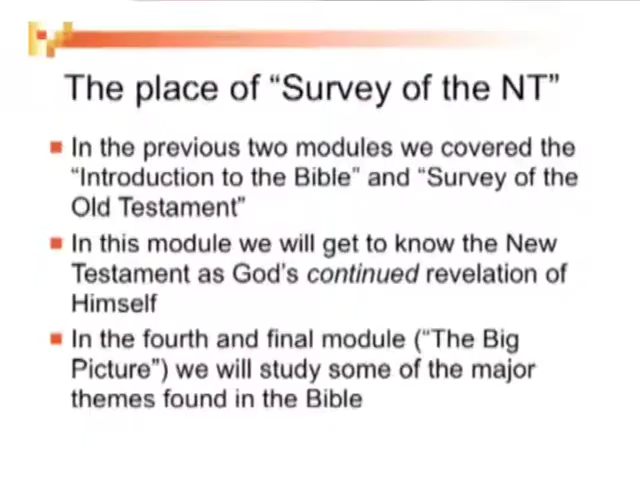 The place of “Survey of the NT”
In the previous two modules we covered the
“Introduction to the Bible” and “Survey of the
Old Testament”
In this module we will get to know the New
Testament as God’s continued revelation of
Himself
In the fourth and final module (“The Big
Picture”) we will study some of the major
themes found in the Bible